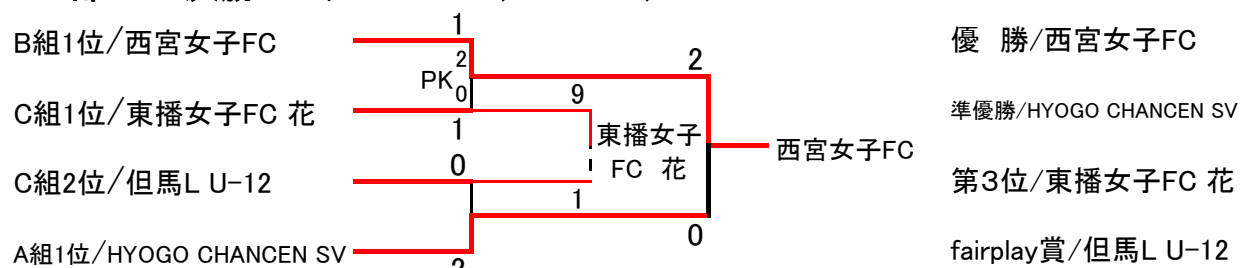 B組1位/西宮女子FC
1
2
PK
0
2
優　勝/西宮女子FC
C組1位/東播女子FC 花
1
9
東播女子
FC 花
準優勝/HYOGO CHANCEN SV
西宮女子FC
C組2位/但馬L U-12
0
1
第3位/東播女子FC 花
A組1位/HYOGO CHANCEN SV
0
fairplay賞/但馬L U-12